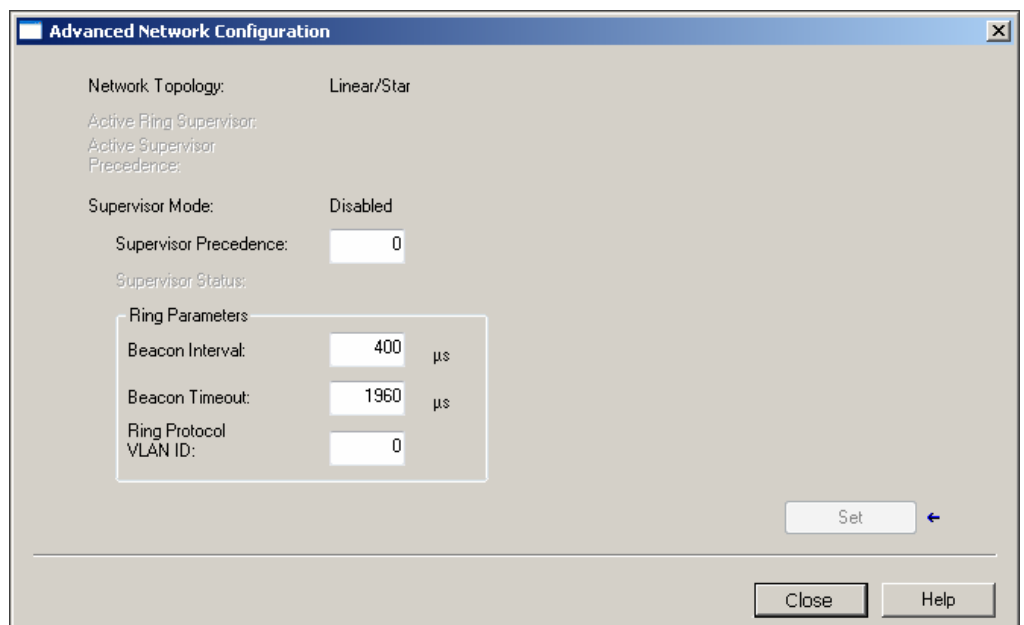 Advanced Network Configuration
Network Topology: Linear/Star
Active Ring Supervisor:
Active Supervisor
Precedence:
Supervisor Mode: Disabled
Supervisor Precedence: 0
Supervisor Status:
Ring Parameters
Beacon Interval: 400 µs
Beacon Timeout: 1960 µs
Ring Protocol
VLAN ID: 0
Set
Close Help